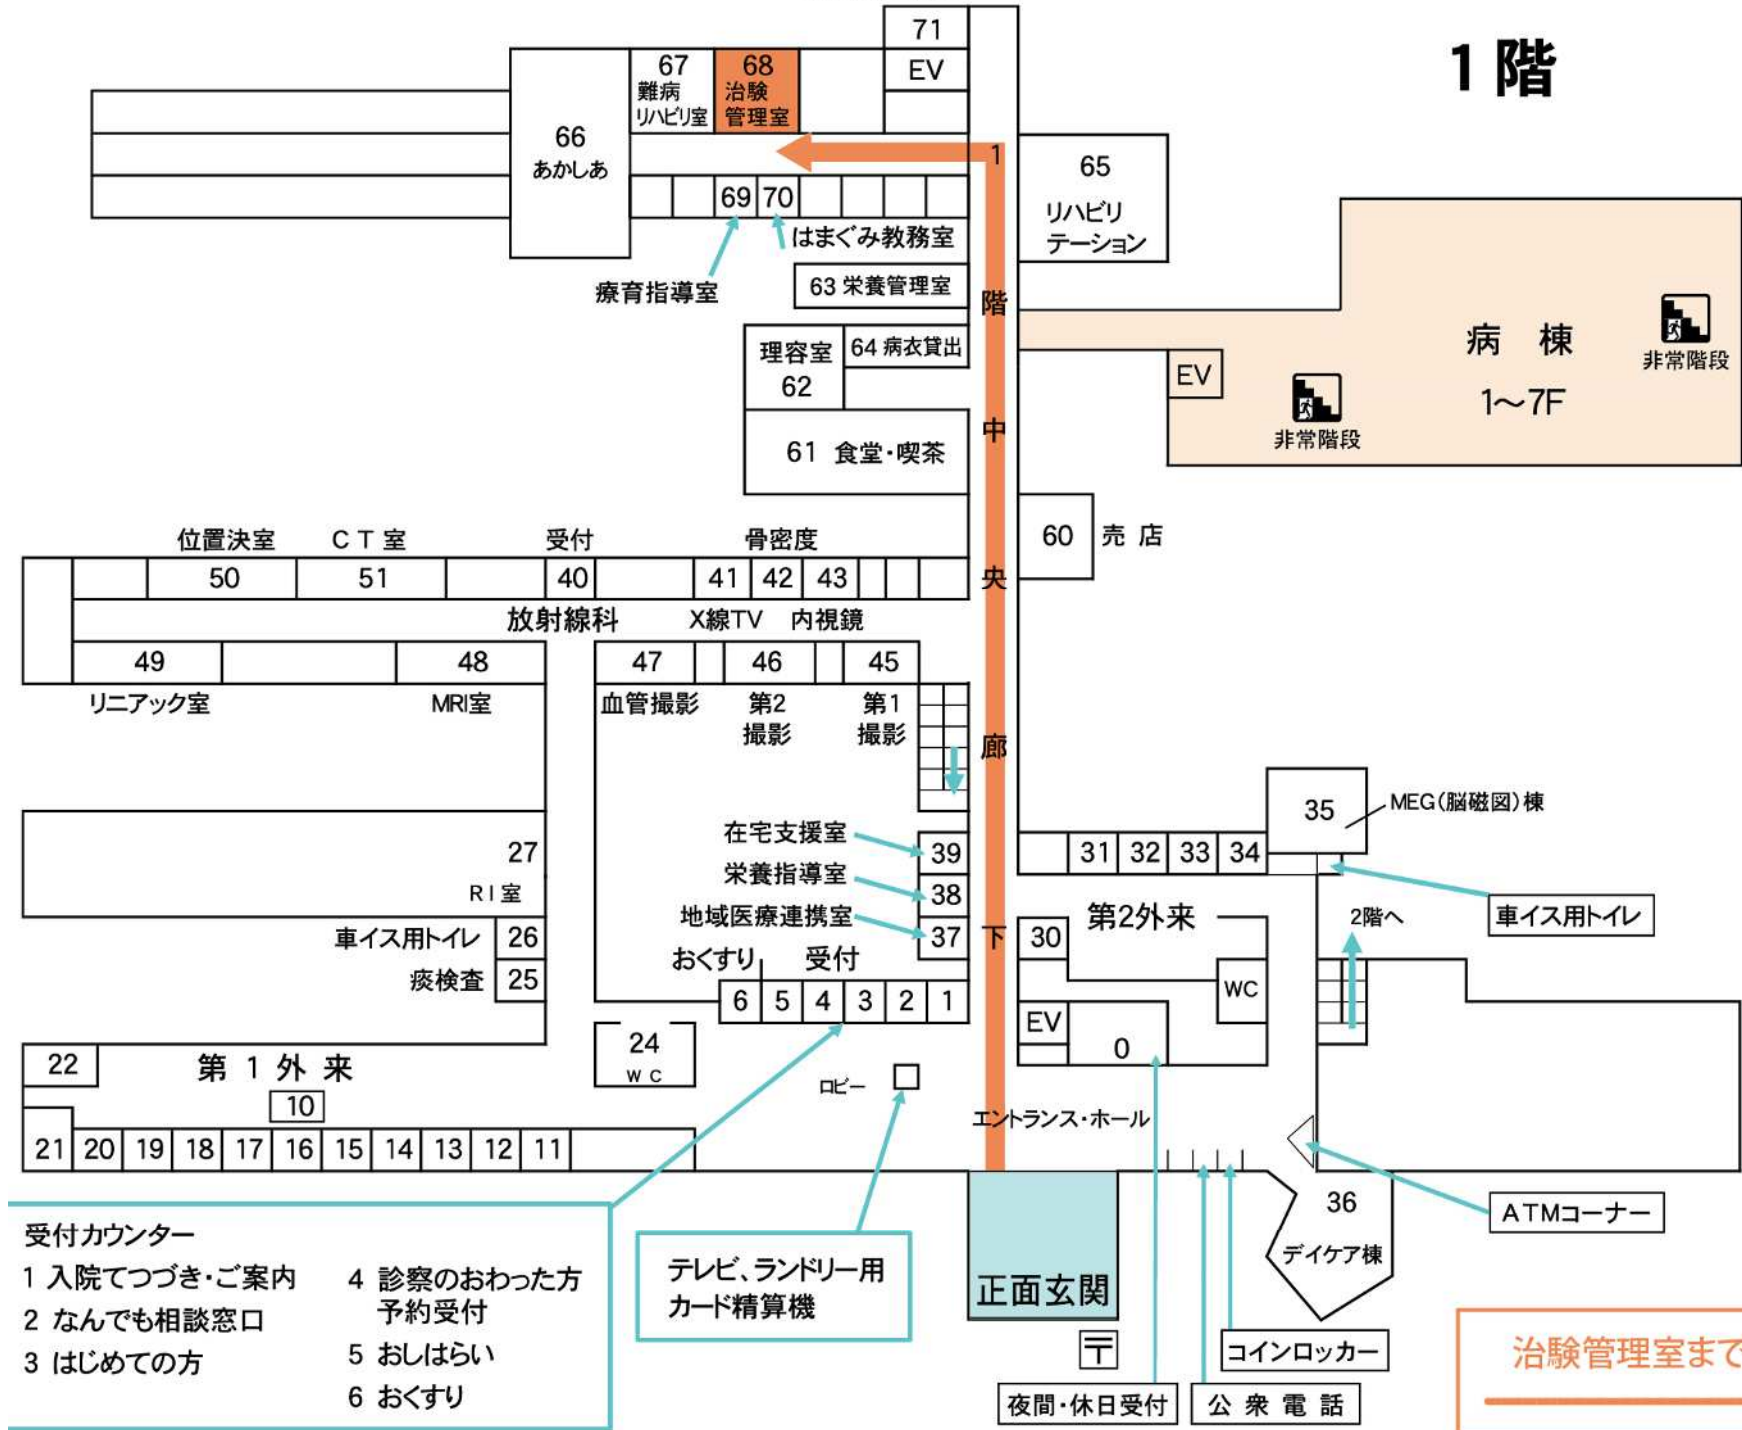 1階
71
EV
67
難病
リハビリ室
68
治験
管理室
66
あかしあ
65
リハビリ
テーション
69
70
はまぐみ教務室
療育指導室
63 栄養管理室
64 病衣貸出
理容室
62
61 食堂・喫茶
1階中央廊下
EV
病棟
1～7F
非常階段
非常階段
60 売店
位置決室
CT室
受付
骨密度
50
51
40
41
42
43
放射線科
X線TV
内視鏡
49
48
47
46
45
リニアック室
MRI室
血管撮影
第2
撮影
第1
撮影
35
MEG(脳磁図)棟
在宅支援室
39
31
32
33
34
27
RI室
栄養指導室
38
車イス用トイレ
地域医療連携室
37
30
第2外来
2階へ
車イス用トイレ
26
痰検査
25
おくすり
受付
6
5
4
3
2
1
WC
EV
0
22
第1外来
24
WC
ロビー
10
エントランス・ホール
21
20
19
18
17
16
15
14
13
12
11
36
デイケア棟
ATMコーナー
受付カウンター
1 入院てつづき・ご案内
2 なんでも相談窓口
3 はじめての方
4 診察のおわった方
予約受付
5 おしはらい
6 おくすり
テレビ、ランドリー用
カード精算機
正面玄関
〒
コインロッカー
夜間・休日受付
公衆電話
治験管理室まで